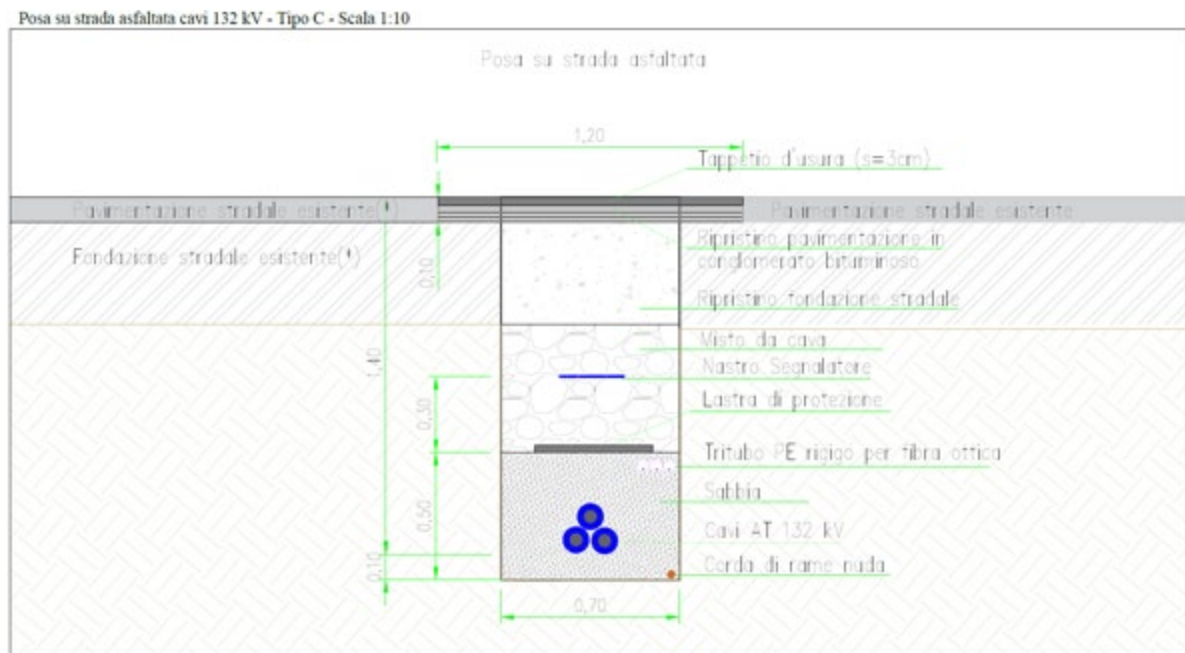 Posa su strada asfaltata cavi 132 kV - Tipo C - Scala 1:10
Posa su strada asfaltata
1,20
Tappetio d'usura (s=3cm)
Pavimentazione stradale esistente(*)
Pavimentazione stradale esistente
Ripristino pavimentazione in
conglomerato bituminoso
Fondazione stradale esistente(*)
0,10
Ripristino fondazione stradale
Misto da cava
Nastro Segnalatore
1,40
0,30
Lastra di protezione
Tritubo PE rigigo per fibra ottica
Sabbia
0,50
Cavi AT 132 kV
0,10
Corda di rame nuda
0,70